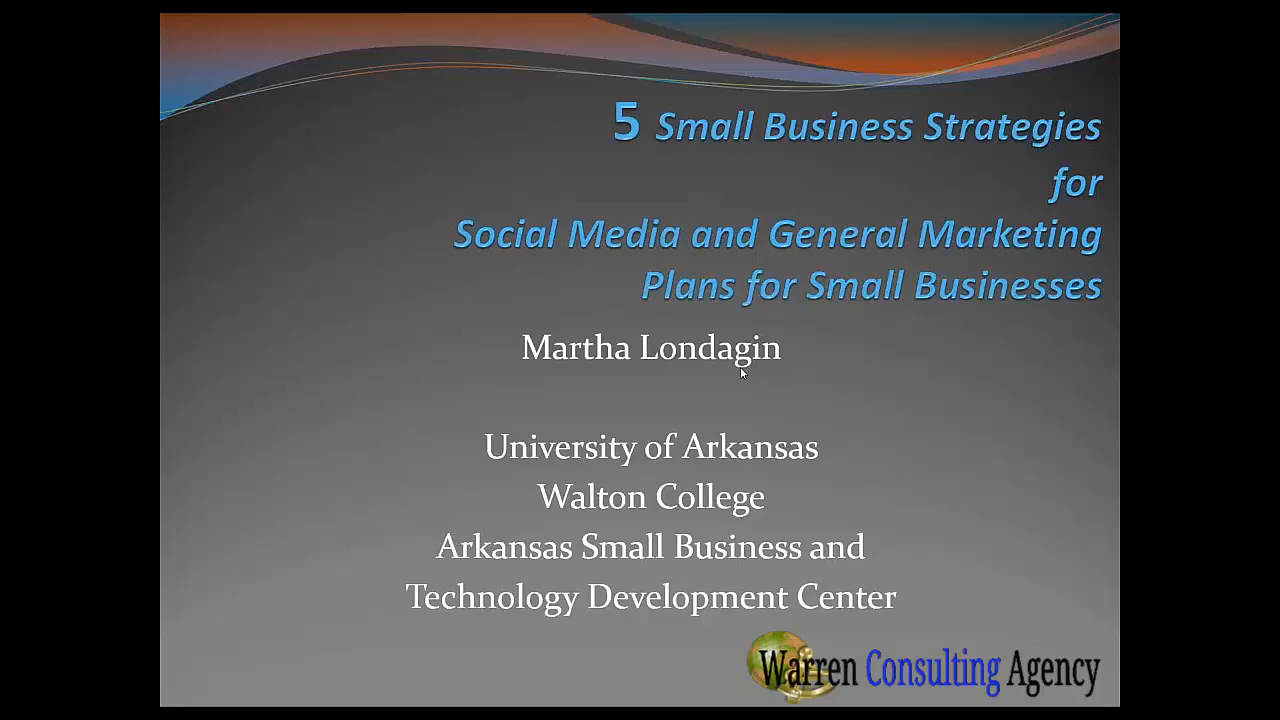 5 Small Business Strategies
for
Social Media and General Marketing
Plans for Small Businesses
Martha Londagin
University of Arkansas
Walton College
Arkansas Small Business and
Technology Development Center
Warren Consulting Agency